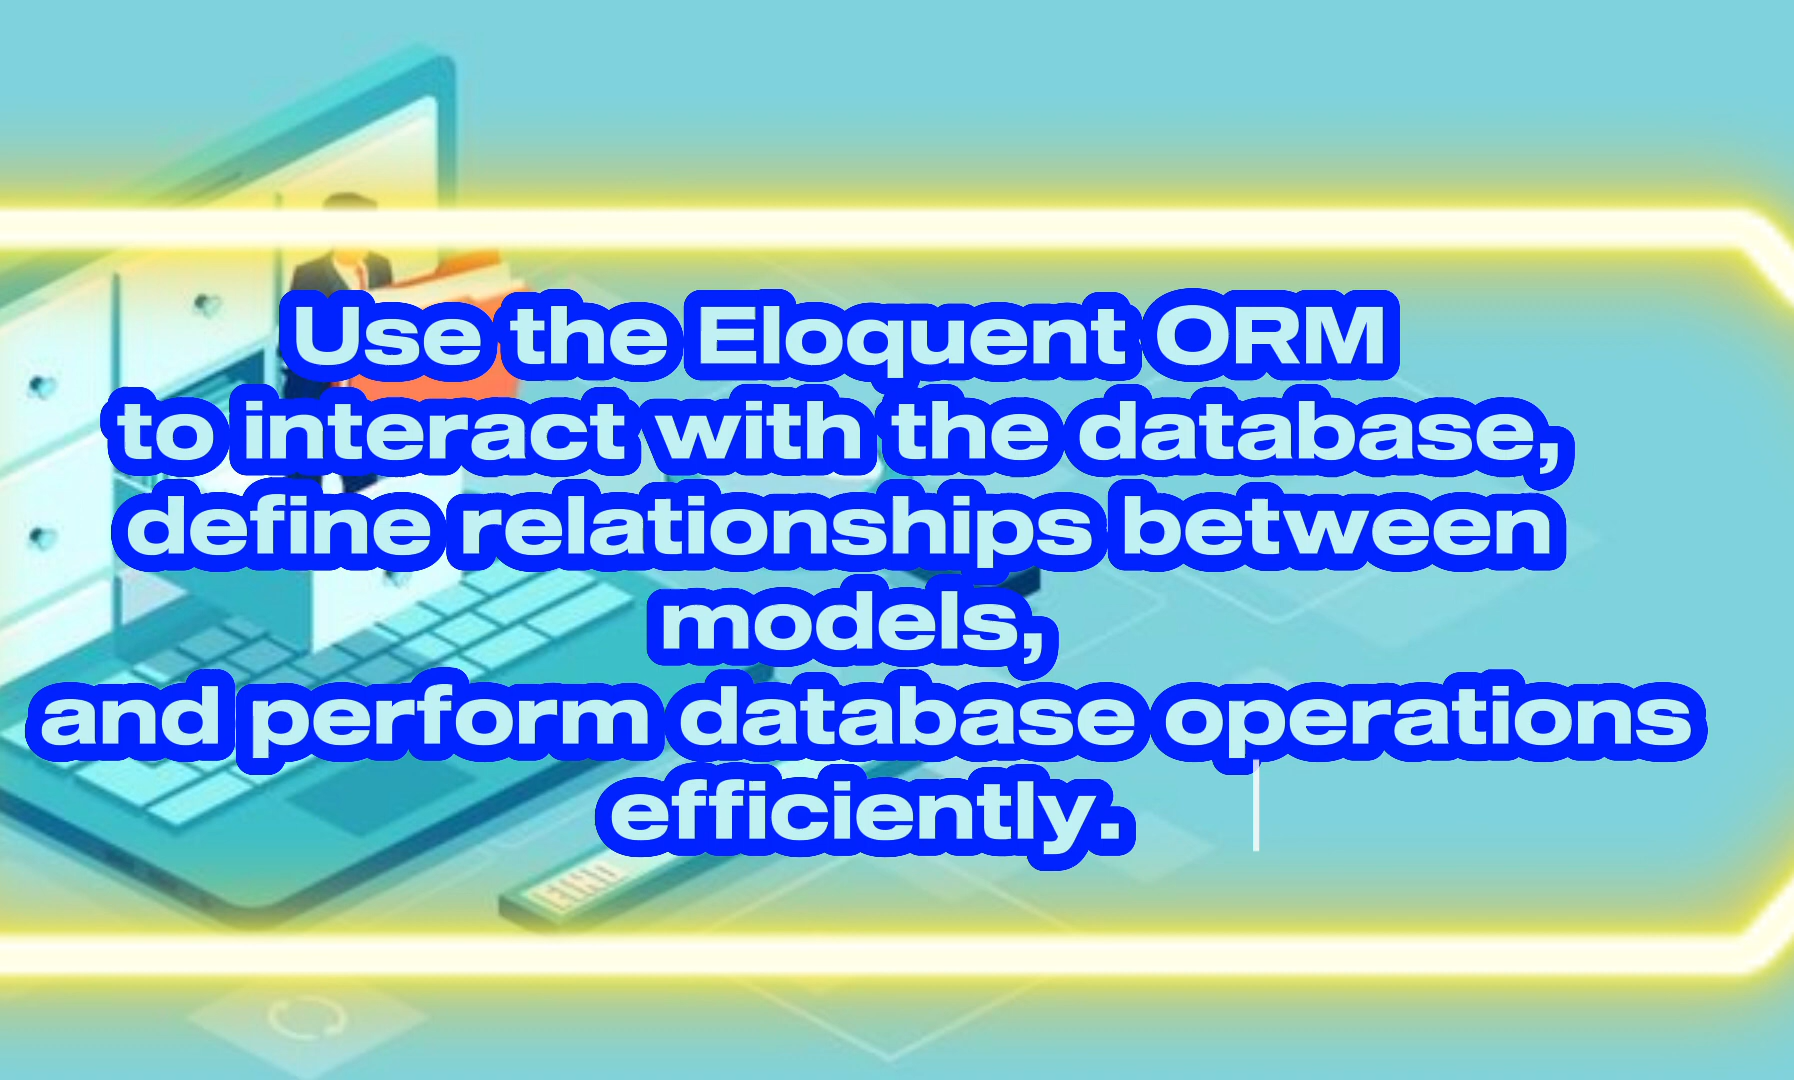 Use the Eloquent ORM
to interact with the database,
define relationships between
models,
and perform database operations
efficiently.